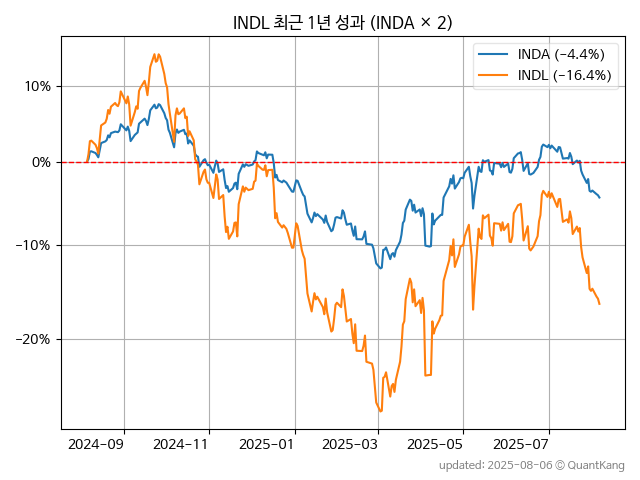 INDL 최근 1년 성과 (INDA × 2)
INDA (−4.4%)
INDL (−16.4%)
10%
0%
−10%
−20%
2024−09 2024−11 2025−01 2025−03 2025−05 2025−07
updated: 2025-08-06 © QuantKang